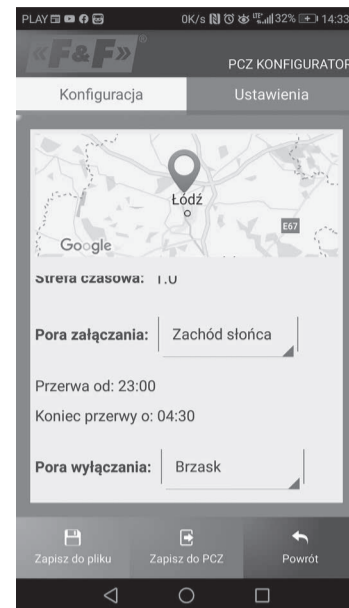 PLAY 0K/s LTE 32% 14:33
«F&F»®
PCZ KONFIGURATOR
Konfiguracja Ustawienia
Łódź
E67
Google
Strefa czasowa: 1.0
Pora załączania: Zachód słońca
Przerwa od: 23:00
Koniec przerwy o: 04:30
Pora wyłączania: Brzask
Zapisz do pliku Zapisz do PCZ Powrót